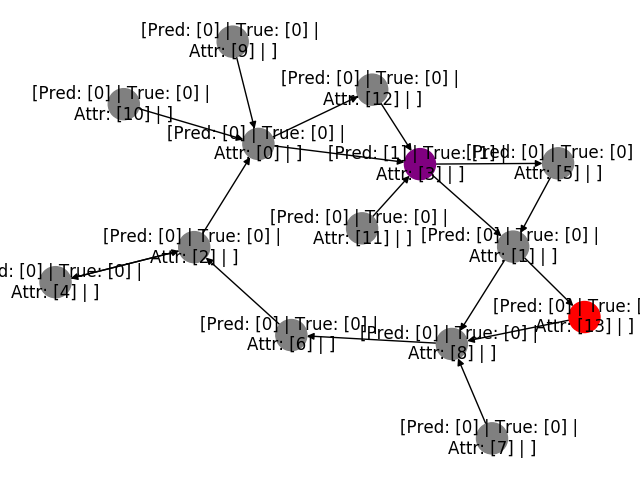 [Pred: [0] | True: [0] |
Attr: [9] | ]
[Pred: [0] | True: [0] |
Attr: [12] | ]
[Pred: [0] | True: [0] |
Attr: [10] | ]
[Pred: [0] | True: [0] |
Attr: [0] | ]
[Pred: [1] | True: [1] |
Attr: [3] | ]
[Pred: [0] | True: [0]
Attr: [5] | ]
[Pred: [0] | True: [0] |
Attr: [11] | ]
[Pred: [0] | True: [0] |
Attr: [1] | ]
[Pred: [0] | True: [0] |
Attr: [2] | ]
d: [0] | True: [0] |
Attr: [4] | ]
[Pred: [0] | True: [
Attr: [13] | ]
[Pred: [0] | True: [0] |
Attr: [6] | ]
[Pred: [0] | True: [0] |
Attr: [8] | ]
[Pred: [0] | True: [0] |
Attr: [7] | ]